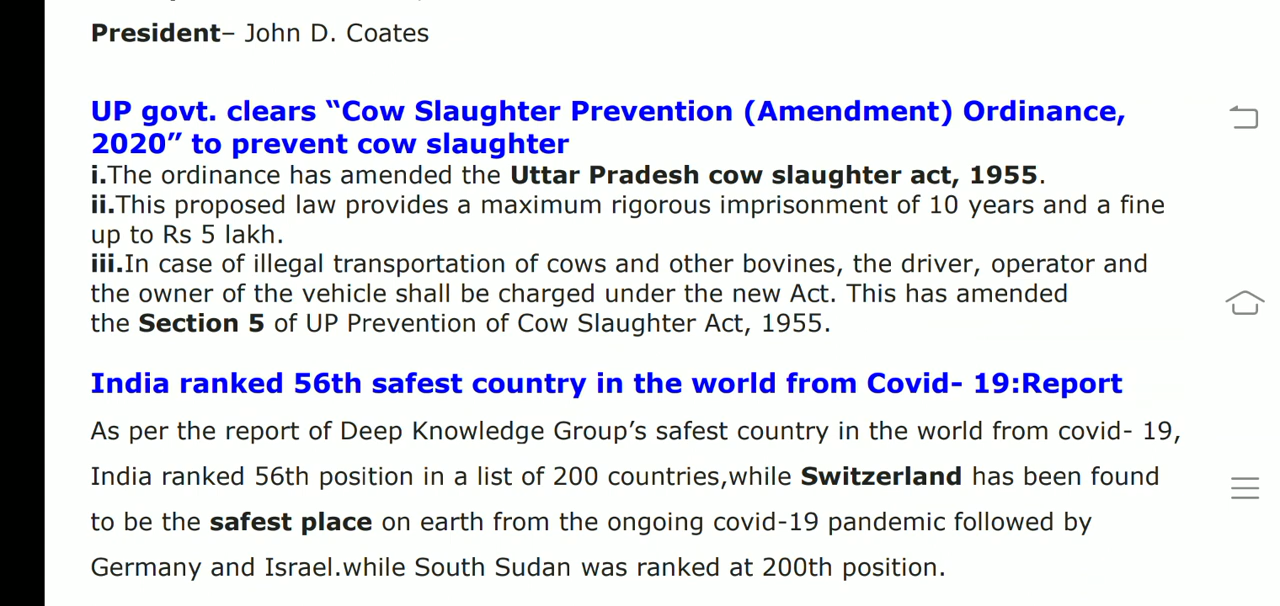 President– John D. Coates
UP govt. clears “Cow Slaughter Prevention (Amendment) Ordinance,
2020” to prevent cow slaughter
i.The ordinance has amended the Uttar Pradesh cow slaughter act, 1955.
ii.This proposed law provides a maximum rigorous imprisonment of 10 years and a fine
up to Rs 5 lakh.
iii.In case of illegal transportation of cows and other bovines, the driver, operator and
the owner of the vehicle shall be charged under the new Act. This has amended
the Section 5 of UP Prevention of Cow Slaughter Act, 1955.
India ranked 56th safest country in the world from Covid- 19:Report
As per the report of Deep Knowledge Group’s safest country in the world from covid- 19,
India ranked 56th position in a list of 200 countries,while Switzerland has been found
to be the safest place on earth from the ongoing covid-19 pandemic followed by
Germany and Israel.while South Sudan was ranked at 200th position.